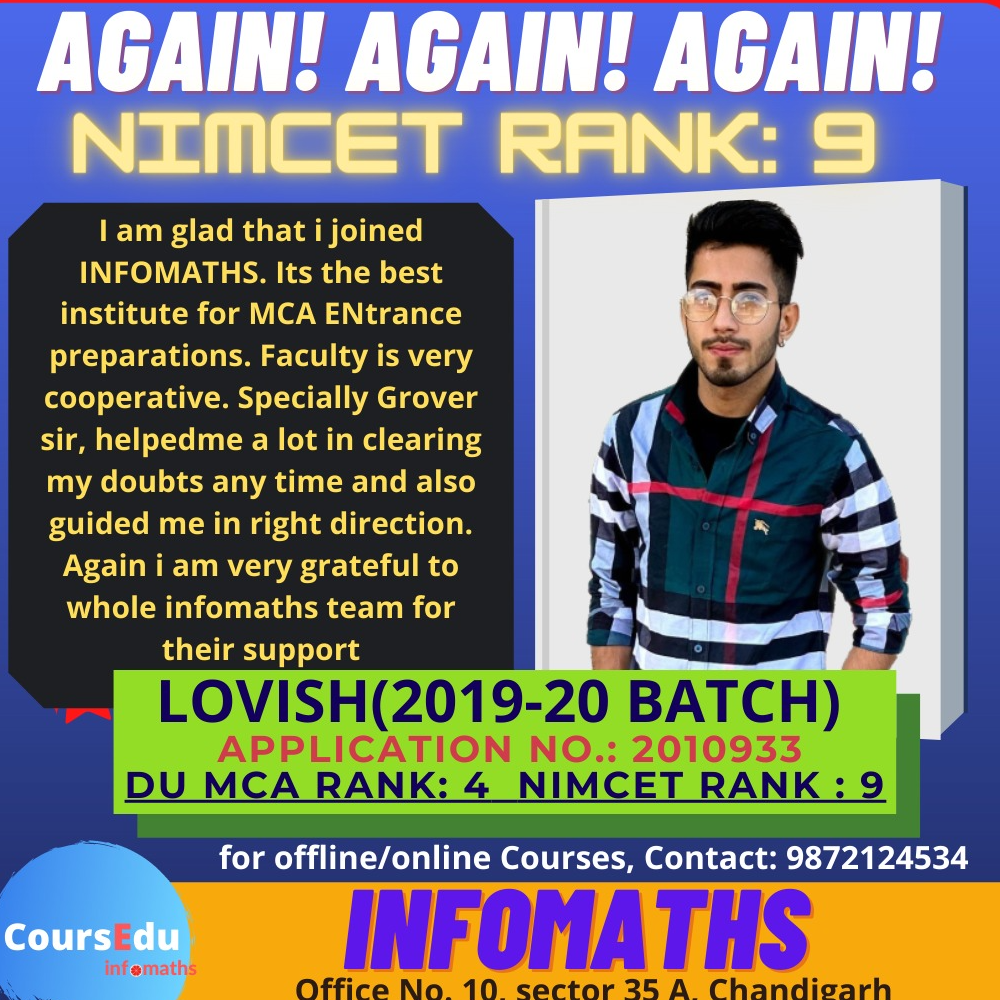 AGAIN! AGAIN! AGAIN!
NIMCET RANK: 9
I am glad that i joined
INFOMATHS. Its the best
institute for MCA ENtrance
preparations. Faculty is very
cooperative. Specially Grover
sir, helpedme a lot in clearing
my doubts any time and also
guided me in right direction.
Again i am very grateful to
whole infomaths team for
their support
LOVISH(2019-20 BATCH)
APPLICATION NO.: 2010933
DU MCA RANK: 4 NIMCET RANK : 9
for offline/online Courses, Contact: 9872124534
CoursEdu
infomaths
INFOMATHS
Office No. 10, sector 35 A, Chandigarh